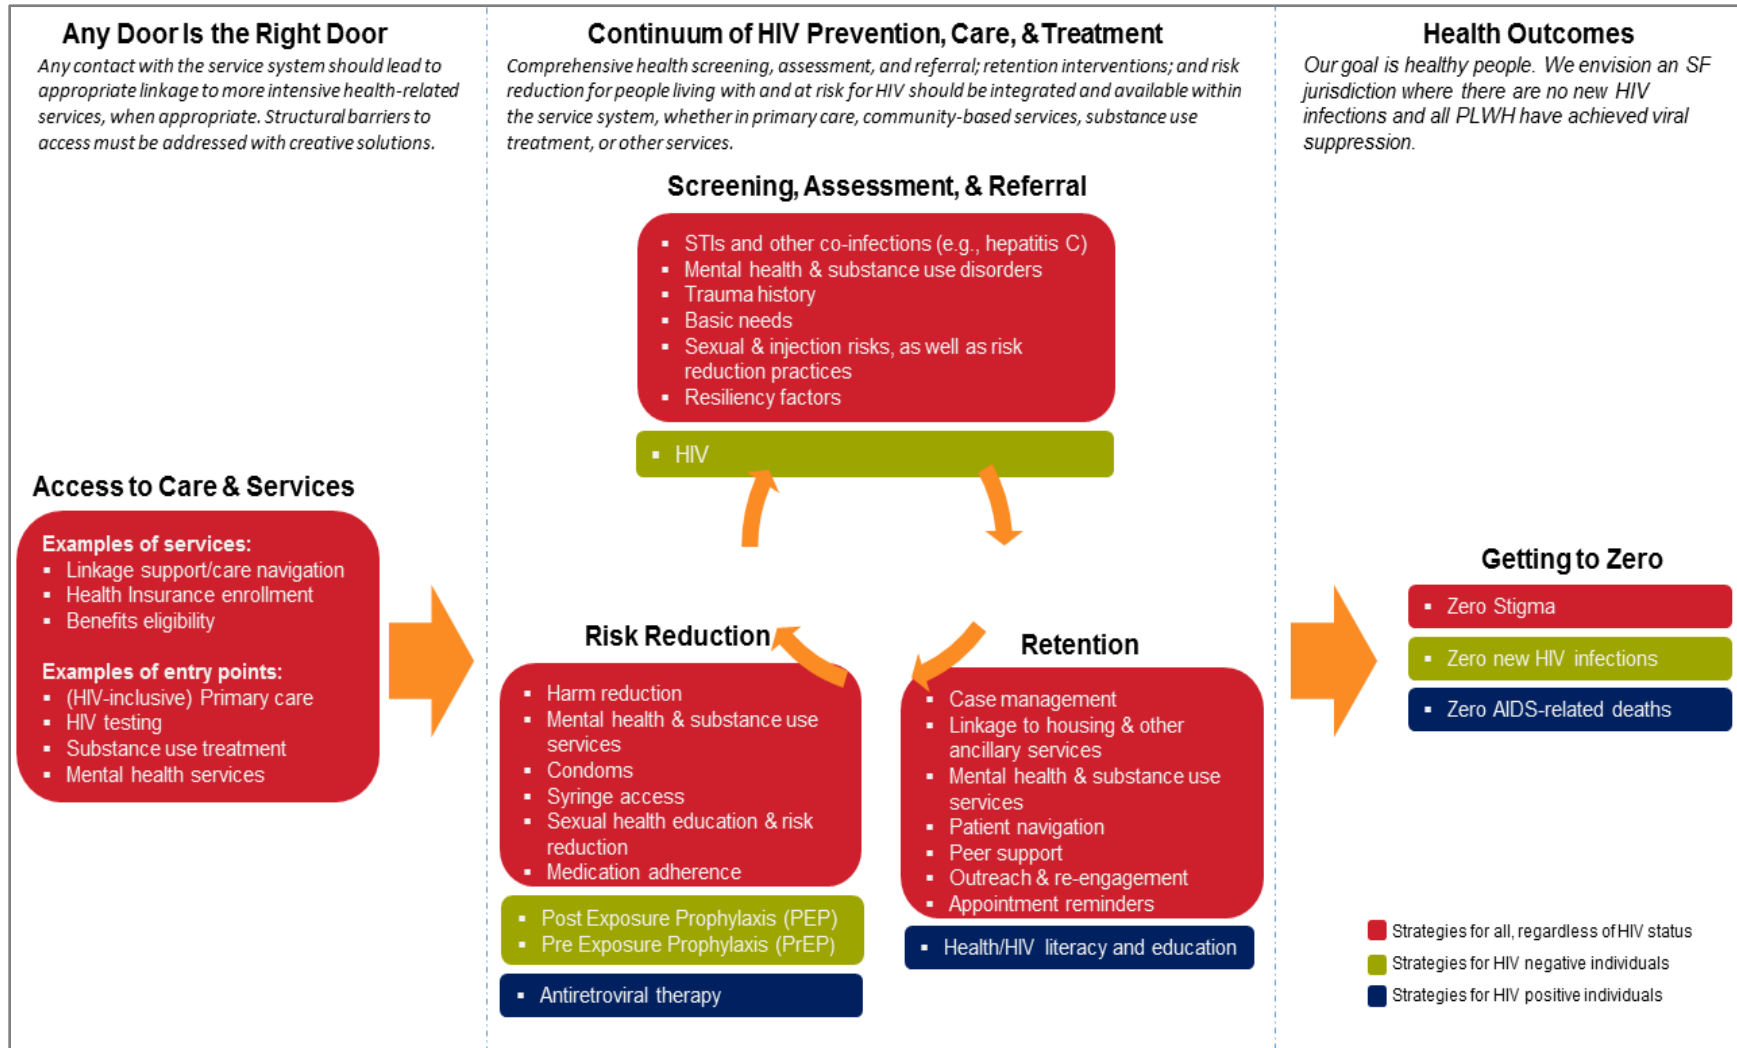 Any Door Is the Right Door
Any contact with the service system should lead to
appropriate linkage to more intensive health-related
services, when appropriate. Structural barriers to
access must be addressed with creative solutions.
Access to Care & Services
Examples of services:
▪ Linkage support/care navigation
▪ Health Insurance enrollment
▪ Benefits eligibility
Examples of entry points:
▪ (HIV-inclusive) Primary care
▪ HIV testing
▪ Substance use treatment
▪ Mental health services
Continuum of HIV Prevention, Care, & Treatment
Comprehensive health screening, assessment, and referral; retention interventions; and risk
reduction for people living with and at risk for HIV should be integrated and available within
the service system, whether in primary care, community-based services, substance use
treatment, or other services.
Screening, Assessment, & Referral
▪ STIs and other co-infections (e.g., hepatitis C)
▪ Mental health & substance use disorders
▪ Trauma history
▪ Basic needs
▪ Sexual & injection risks, as well as risk
reduction practices
▪ Resiliency factors
▪ HIV
Risk Reduction
▪ Harm reduction
▪ Mental health & substance use
services
▪ Condoms
▪ Syringe access
▪ Sexual health education & risk
reduction
▪ Medication adherence
▪ Post Exposure Prophylaxis (PEP)
▪ Pre Exposure Prophylaxis (PrEP)
▪ Antiretroviral therapy
Retention
▪ Case management
▪ Linkage to housing & other
ancillary services
▪ Mental health & substance use
services
▪ Patient navigation
▪ Peer support
▪ Outreach & re-engagement
▪ Appointment reminders
▪ Health/HIV literacy and education
Health Outcomes
Our goal is healthy people. We envision an SF
jurisdiction where there are no new HIV
infections and all PLWH have achieved viral
suppression.
Getting to Zero
▪ Zero Stigma
▪ Zero new HIV infections
▪ Zero AIDS-related deaths
Strategies for all, regardless of HIV status
Strategies for HIV negative individuals
Strategies for HIV positive individuals